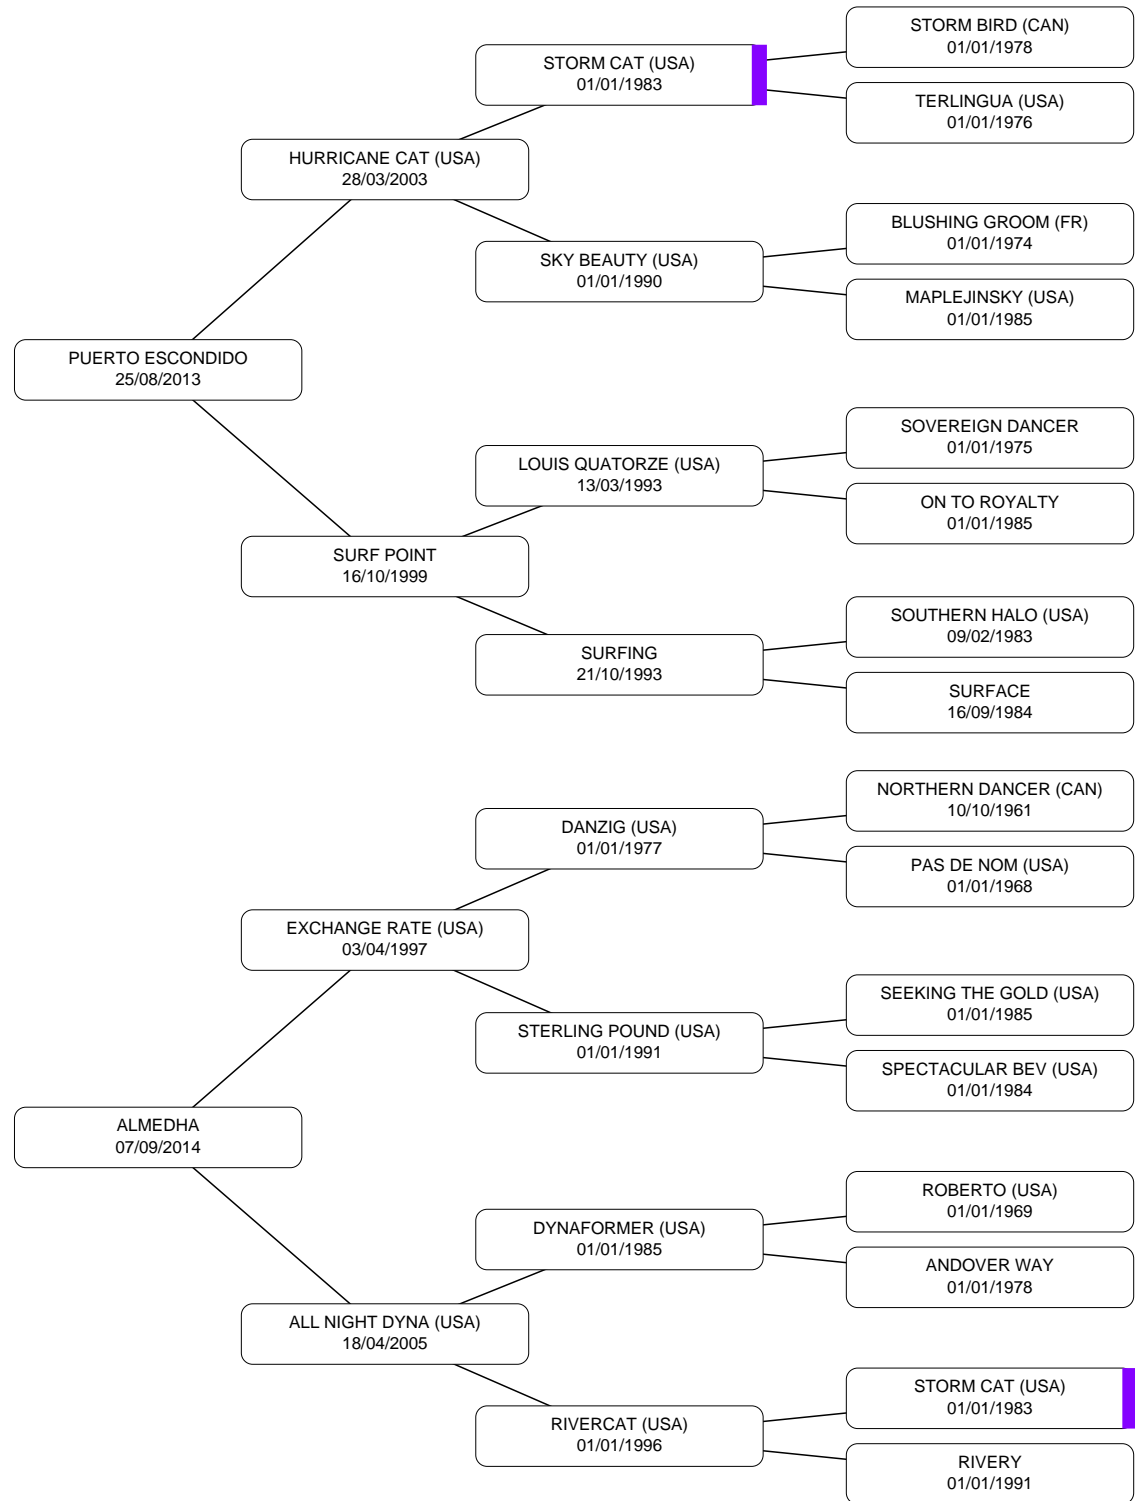 STORM BIRD (CAN)
01/01/1978
STORM CAT (USA)
01/01/1983
TERLINGUA (USA)
01/01/1976
HURRICANE CAT (USA)
28/03/2003
BLUSHING GROOM (FR)
01/01/1974
SKY BEAUTY (USA)
01/01/1990
MAPLEJINSKY (USA)
01/01/1985
PUERTO ESCONDIDO
25/08/2013
SOVEREIGN DANCER
01/01/1975
LOUIS QUATORZE (USA)
13/03/1993
ON TO ROYALTY
01/01/1985
SURF POINT
16/10/1999
SOUTHERN HALO (USA)
09/02/1983
SURFING
21/10/1993
SURFACE
16/09/1984
NORTHERN DANCER (CAN)
10/10/1961
DANZIG (USA)
01/01/1977
PAS DE NOM (USA)
01/01/1968
EXCHANGE RATE (USA)
03/04/1997
SEEKING THE GOLD (USA)
01/01/1985
STERLING POUND (USA)
01/01/1991
SPECTACULAR BEV (USA)
01/01/1984
ALMEDHA
07/09/2014
ROBERTO (USA)
01/01/1969
DYNAFORMER (USA)
01/01/1985
ANDOVER WAY
01/01/1978
ALL NIGHT DYNA (USA)
18/04/2005
STORM CAT (USA)
01/01/1983
RIVERCAT (USA)
01/01/1996
RIVERY
01/01/1991